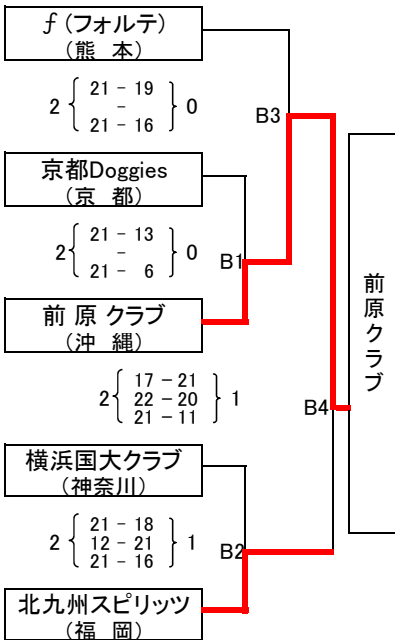 ƒ(フォルテ)
(熊 本)
2 { 21 - 19 } 0
-
21 - 16
B3
京都Doggies
(京 都)
2 { 21 - 13 } 0
-
21 - 6
B1
前 原 クラブ
(沖 縄)
2 { 17 - 21 } 1
22 - 20
21 - 11
B4
前原クラブ
横浜国大クラブ
(神奈川)
2 { 21 - 18 } 1
12 - 21
21 - 16
B2
北九州スピリッツ
(福 岡)